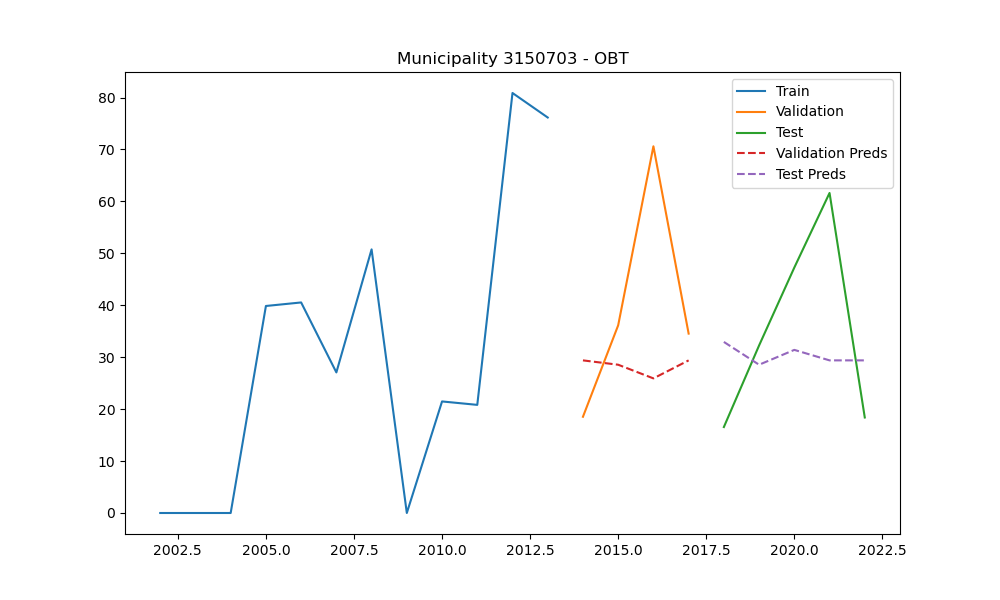 Municipality 3150703 - OBT
Train
Validation
Test
Validation Preds
Test Preds
80
70
60
50
40
30
20
10
0
2002.5 2005.0 2007.5 2010.0 2012.5 2015.0 2017.5 2020.0 2022.5